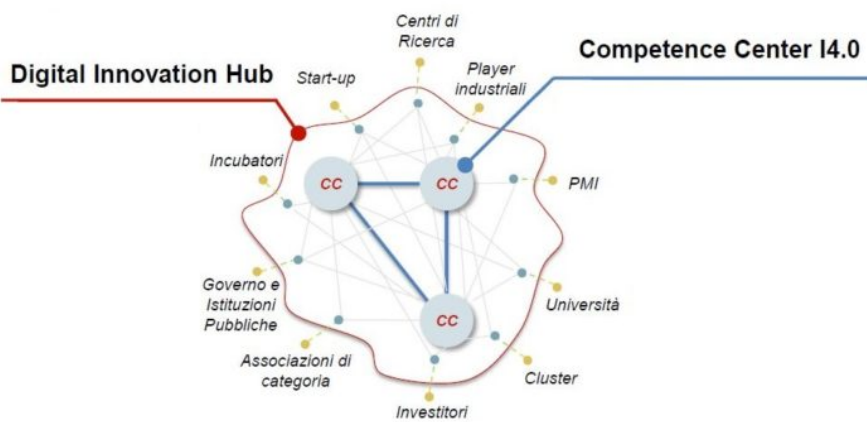 Centri di
Ricerca
Competence Center I4.0
Digital Innovation Hub
Start-up
Player
industriali
Incubatori
CC
CC
PMI
Governo e
Istituzioni
Pubbliche
Università
CC
Associazioni di
categoria
Cluster
Investitori